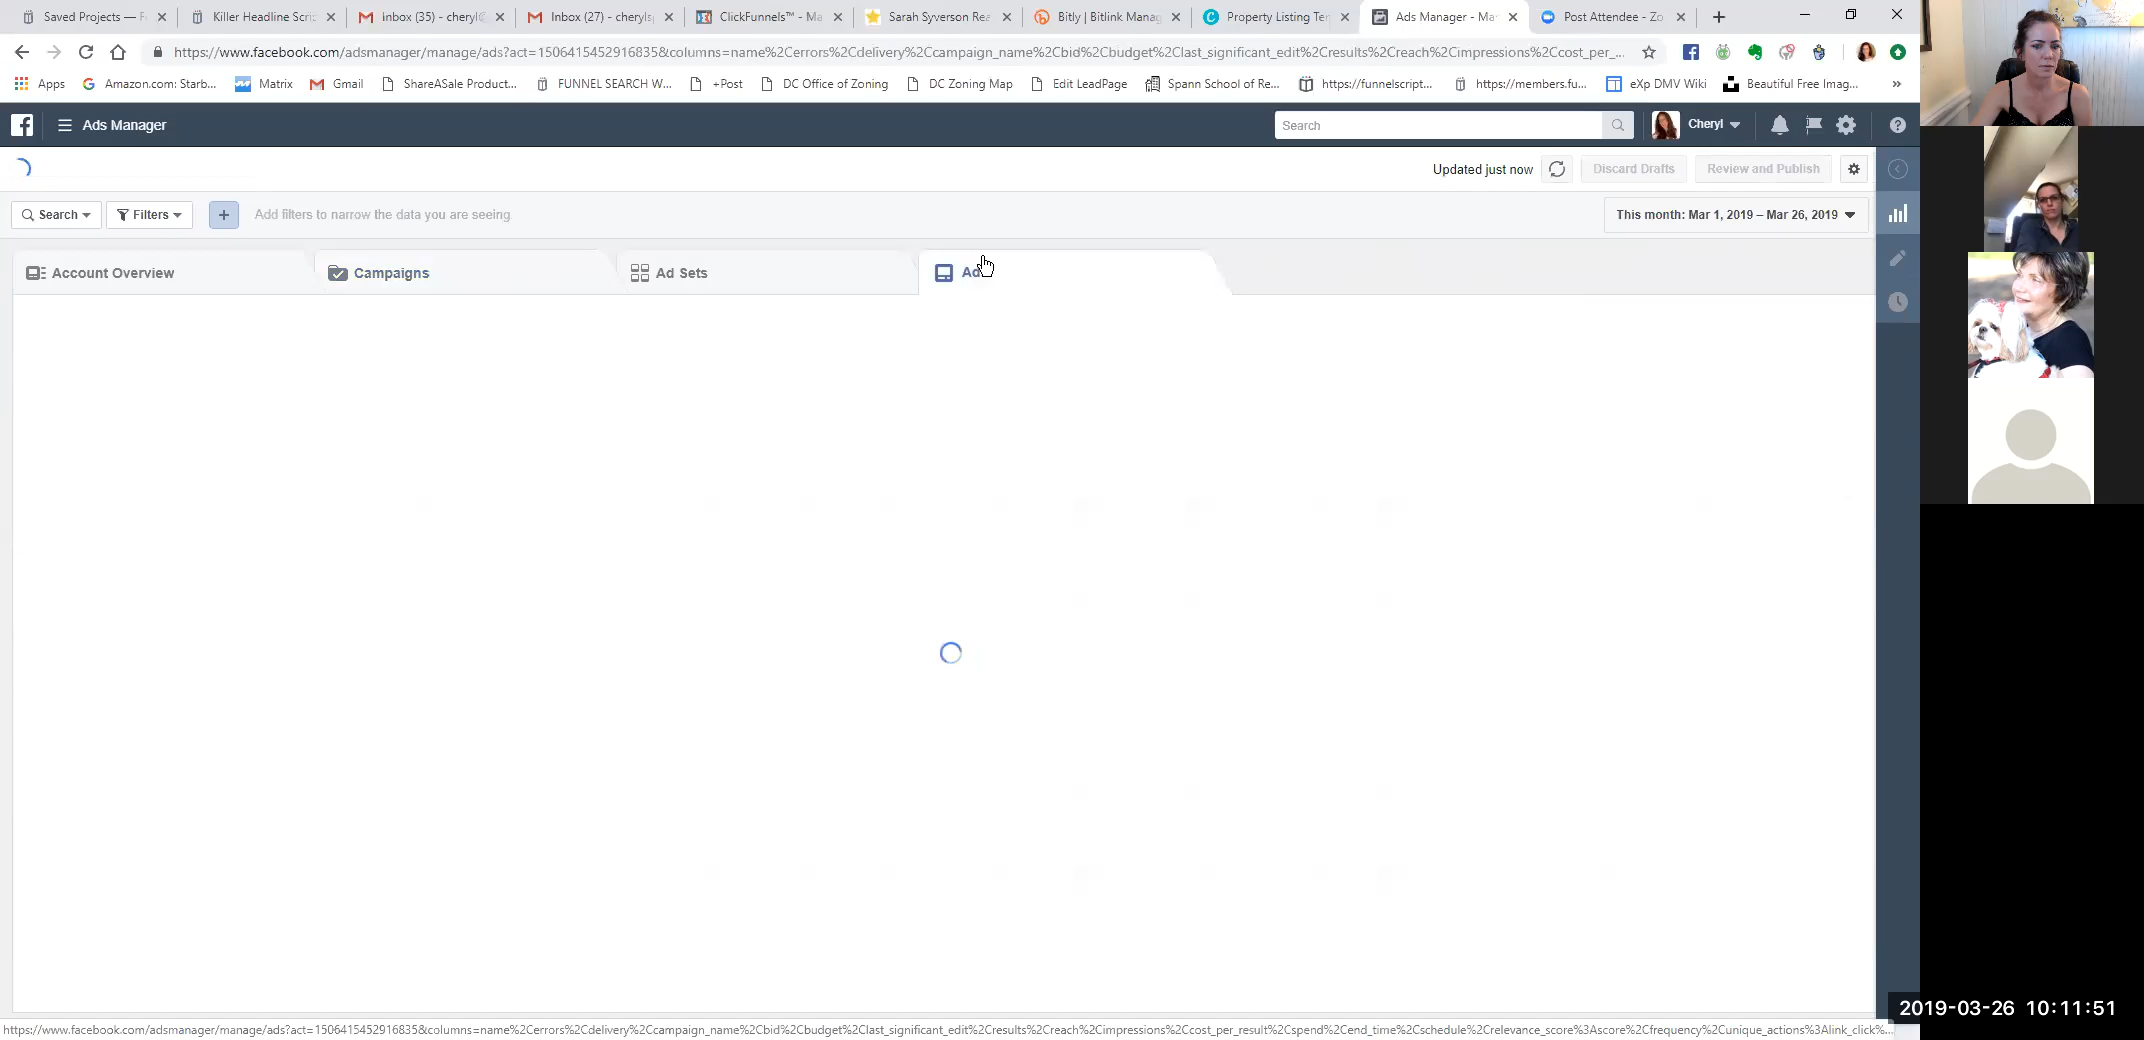 Saved Projects — F
Killer Headline Scri
Inbox (35) - cheryl@
Inbox (27) - cheryls
ClickFunnels™ - Ma
Sarah Syverson Rea
Bitly | Bitlink Manag
Property Listing Ten
Ads Manager - Ma
Post Attendee - Zo
https://www.facebook.com/adsmanager/manage/ads?act=1506415452916835&columns=name%2Cerrors%2Cdelivery%2Ccampaign_name%2Cbid%2Cbudget%2Clast_significant_edit%2Cresults%2Creach%2Cimpressions%2Ccost_per_...
Apps
Amazon.com: Starb...
Matrix
Gmail
ShareASale Product...
FUNNEL SEARCH W...
+Post
DC Office of Zoning
DC Zoning Map
Edit LeadPage
Spann School of Re...
https://funnelscript...
https://members.fu...
eXp DMV Wiki
Beautiful Free Imag...
»
Ads Manager
Search
Cheryl
Updated just now
Discard Drafts
Review and Publish
Search
Filters
Add filters to narrow the data you are seeing.
This month: Mar 1, 2019 – Mar 26, 2019
Account Overview
Campaigns
Ad Sets
Ad
2019-03-26 10:11:51
https://www.facebook.com/adsmanager/manage/ads?act=1506415452916835&columns=name%2Cerrors%2Cdelivery%2Ccampaign_name%2Cbid%2Cbudget%2Clast_significant_edit%2Cresults%2Creach%2Cimpressions%2Ccost_per_result%2Cspend%2Cend_time%2Cschedule%2Crelevance_score%3Ascore%2Cfrequency%2Cunique_actions%3Alink_click%...